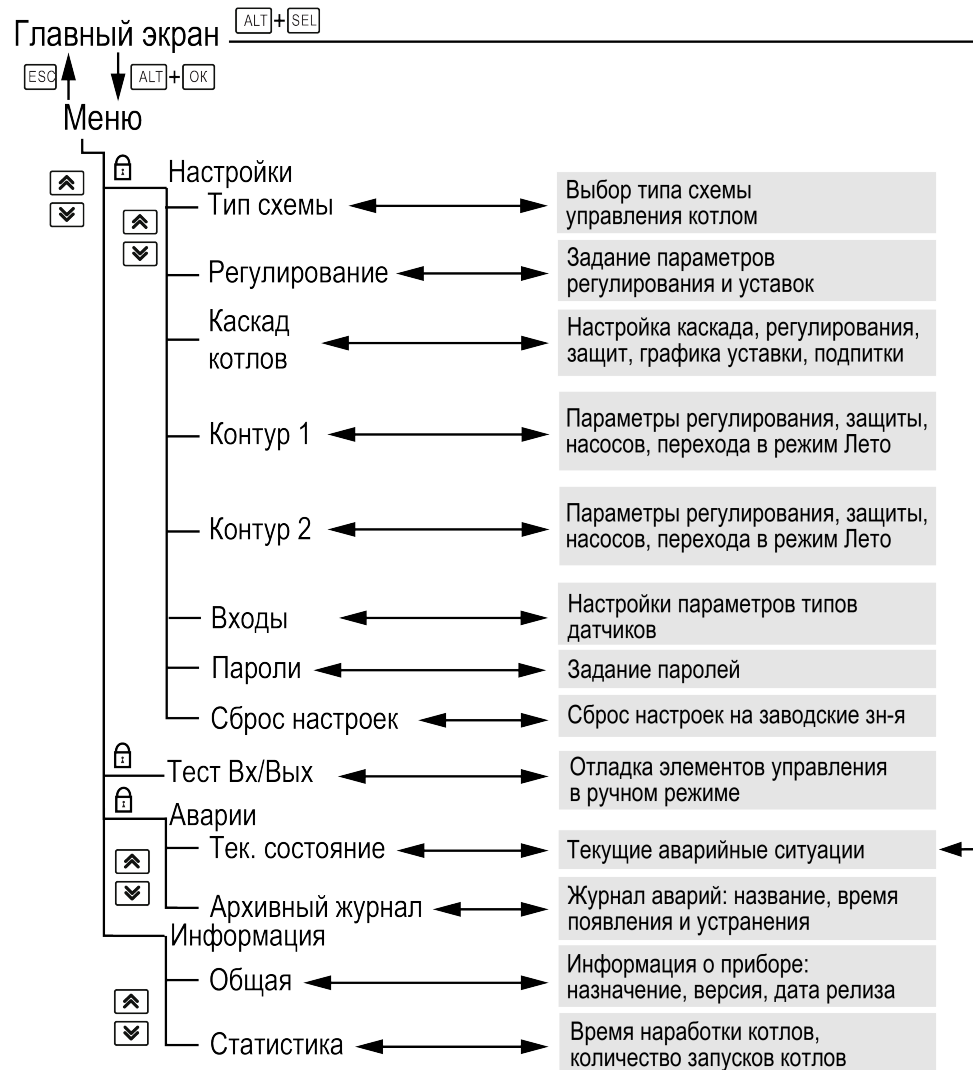 Главный экран ALT+SEL
ESC ALT+OK
Меню
Настройки
Тип схемы
Выбор типа схемы
управления котлом
Регулирование
Задание параметров
регулирования и уставок
Каскад
котлов
Настройка каскада, регулирования,
защит, графика уставки, подпитки
Контур 1
Параметры регулирования, защиты,
насосов, перехода в режим Лето
Контур 2
Параметры регулирования, защиты,
насосов, перехода в режим Лето
Входы
Настройки параметров типов
датчиков
Пароли
Задание паролей
Сброс настроек
Сброс настроек на заводские зн-я
Тест Вх/Вых
Отладка элементов управления
в ручном режиме
Аварии
Тек. состояние
Текущие аварийные ситуации
Архивный журнал
Журнал аварий: название, время
появления и устранения
Информация
Общая
Информация о приборе:
назначение, версия, дата релиза
Статистика
Время наработки котлов,
количество запусков котлов